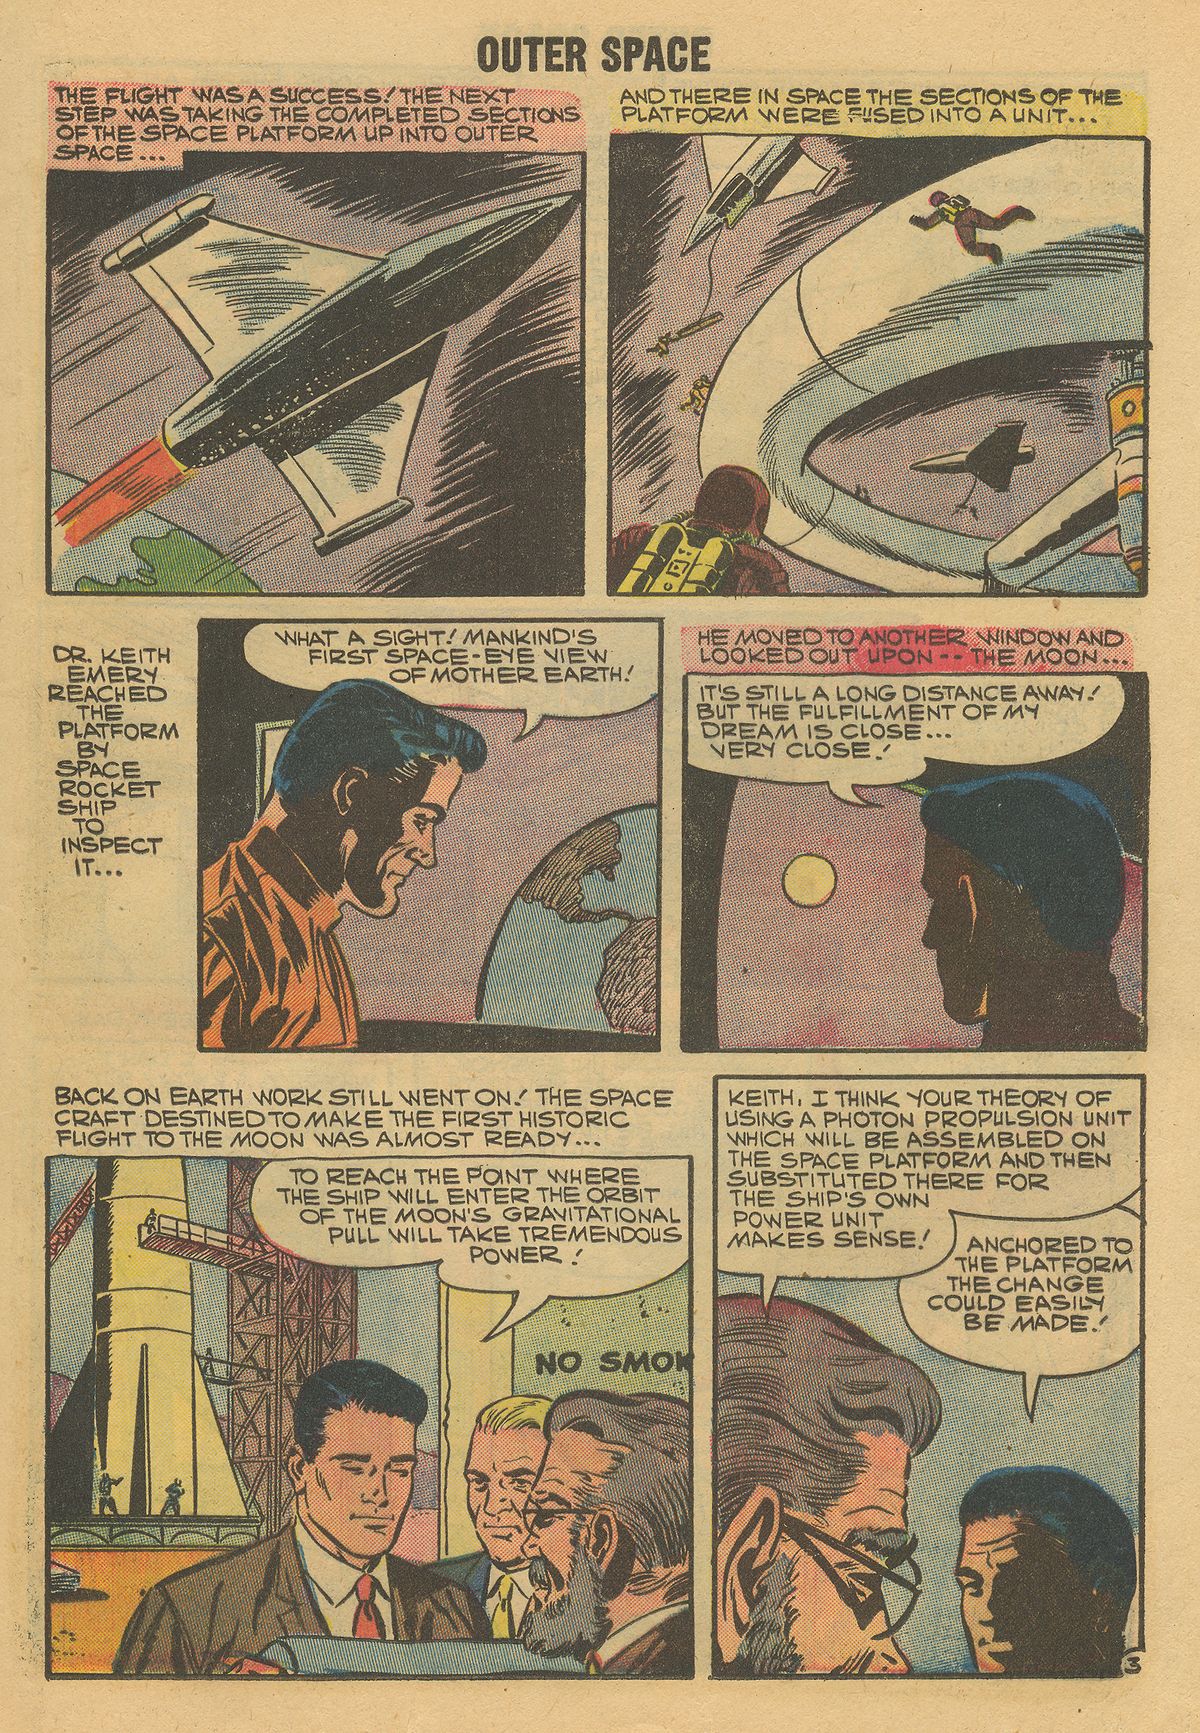 OUTER SPACE
THE FLIGHT WAS A SUCCESS! THE NEXT
STEP WAS TAKING THE COMPLETED SECTIONS
OF THE SPACE PLATFORM UP INTO OUTER
SPACE...
AND THERE IN SPACE THE SECTIONS OF THE
PLATFORM WERE FUSED INTO A UNIT...
DR. KEITH
EMERY
REACHED
THE
PLATFORM
BY
SPACE
ROCKET
SHIP
TO
INSPECT
IT...
WHAT A SIGHT! MANKIND'S
FIRST SPACE-EYE VIEW
OF MOTHER EARTH!
HE MOVED TO ANOTHER WINDOW AND
LOOKED OUT UPON -- THE MOON...
IT'S STILL A LONG DISTANCE AWAY!
BUT THE FULFILLMENT OF MY
DREAM IS CLOSE...
VERY CLOSE!
BACK ON EARTH WORK STILL WENT ON! THE SPACE
CRAFT DESTINED TO MAKE THE FIRST HISTORIC
FLIGHT TO THE MOON WAS ALMOST READY...
TO REACH THE POINT WHERE
THE SHIP WILL ENTER THE ORBIT
OF THE MOON'S GRAVITATIONAL
PULL WILL TAKE TREMENDOUS
POWER!
NO SMOK
KEITH, I THINK YOUR THEORY OF
USING A PHOTON PROPULSION UNIT
WHICH WILL BE ASSEMBLED ON
THE SPACE PLATFORM AND THEN
SUBSTITUTED THERE FOR
THE SHIP'S OWN
POWER UNIT
MAKES SENSE!
ANCHORED TO
THE PLATFORM
THE CHANGE
COULD EASILY
BE MADE!
3